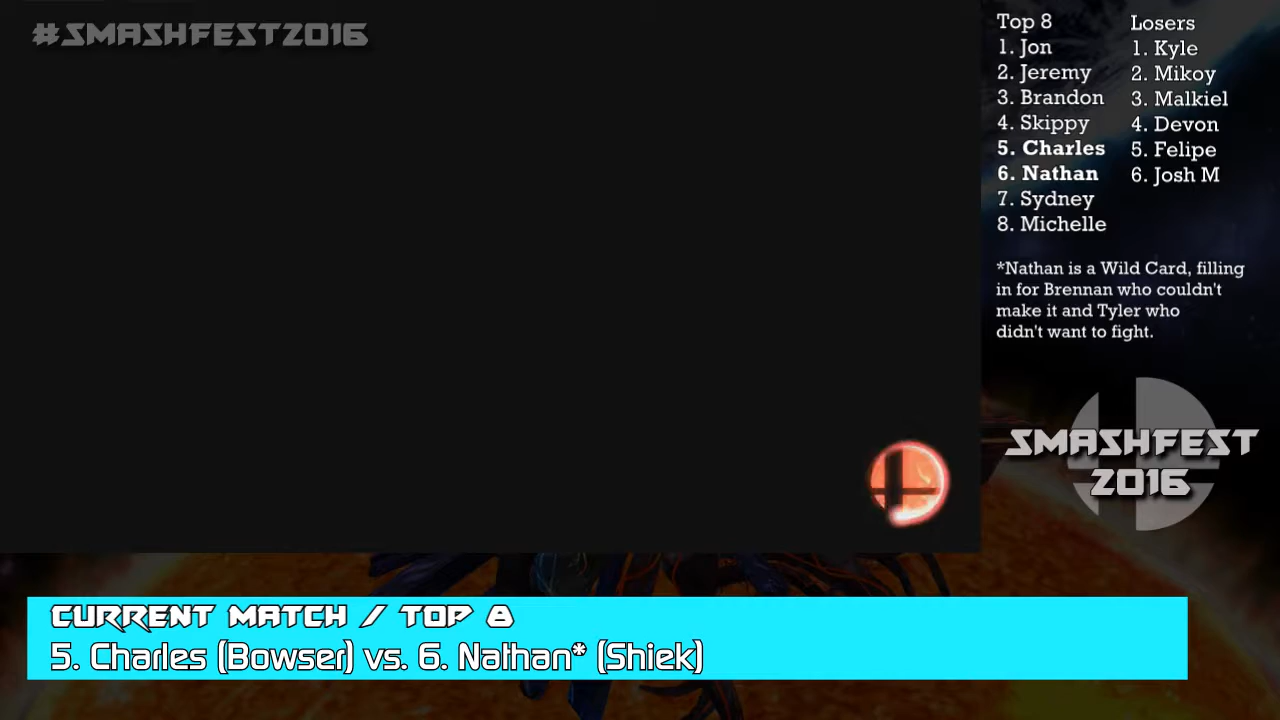 #SMASHFEST2016
Top 8
1. Jon
2. Jeremy
3. Brandon
4. Skippy
5. Charles
6. Nathan
7. Sydney
8. Michelle
Losers
1. Kyle
2. Mikoy
3. Malkiel
4. Devon
5. Felipe
6. Josh M
*Nathan is a Wild Card, filling
in for Brennan who couldn't
make it and Tyler who
didn't want to fight.
SMASHFEST
2016
CURRENT MATCH / TOP 8
5. Charles (Bowser) vs. 6. Nathan* (Shiek)